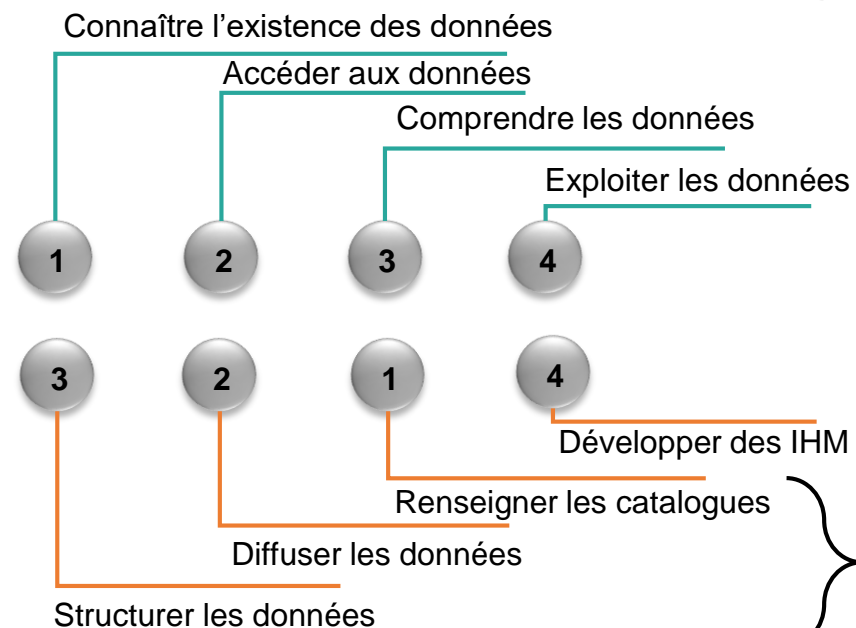 Connaître l’existence des données
Accéder aux données
Comprendre les données
Exploiter les données
1 2 3 4
3 2 1 4
Développer des IHM
Renseigner les catalogues
Diffuser les données
Structurer les données